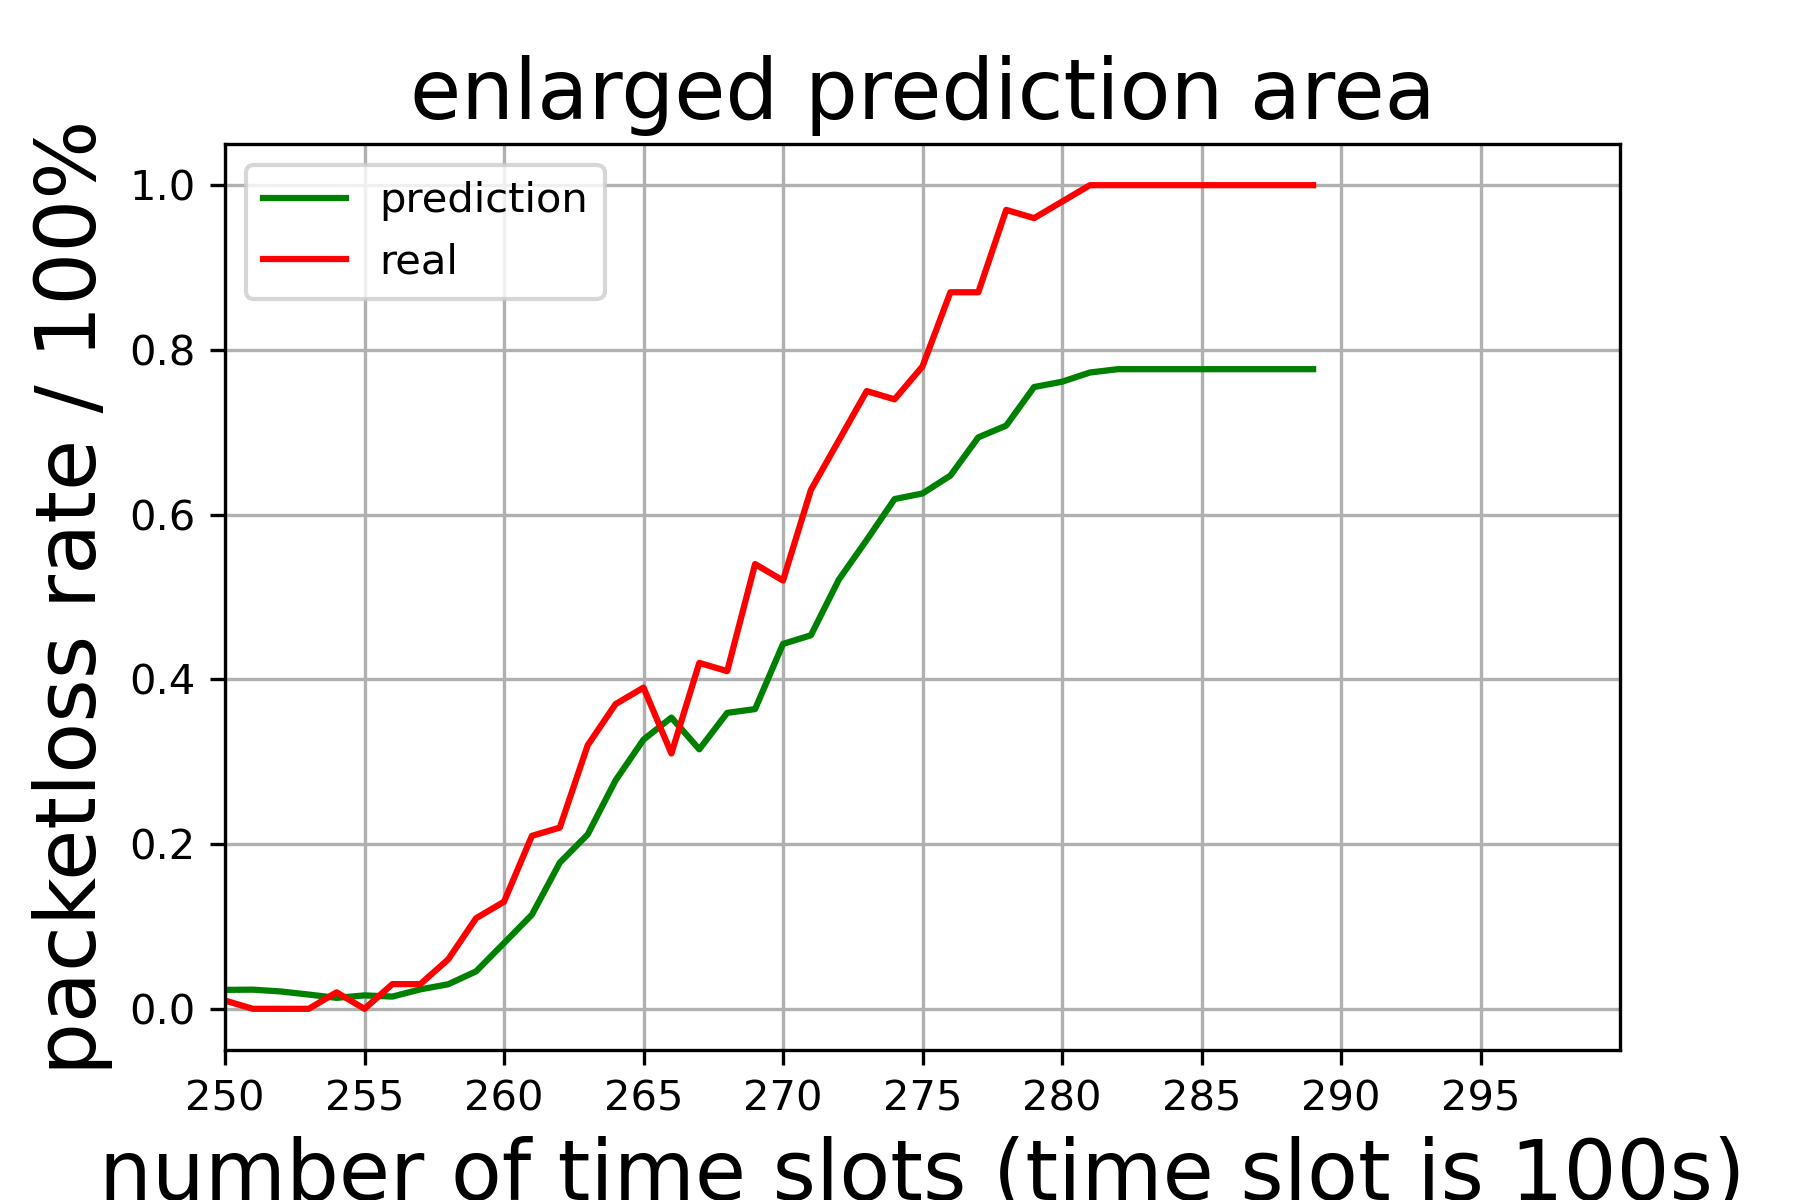 enlarged prediction area
packetloss rate / 100%
prediction
real
1.0
0.8
0.6
0.4
0.2
0.0
250 255 260 265 270 275 280 285 290 295
number of time slots (time slot is 100s)